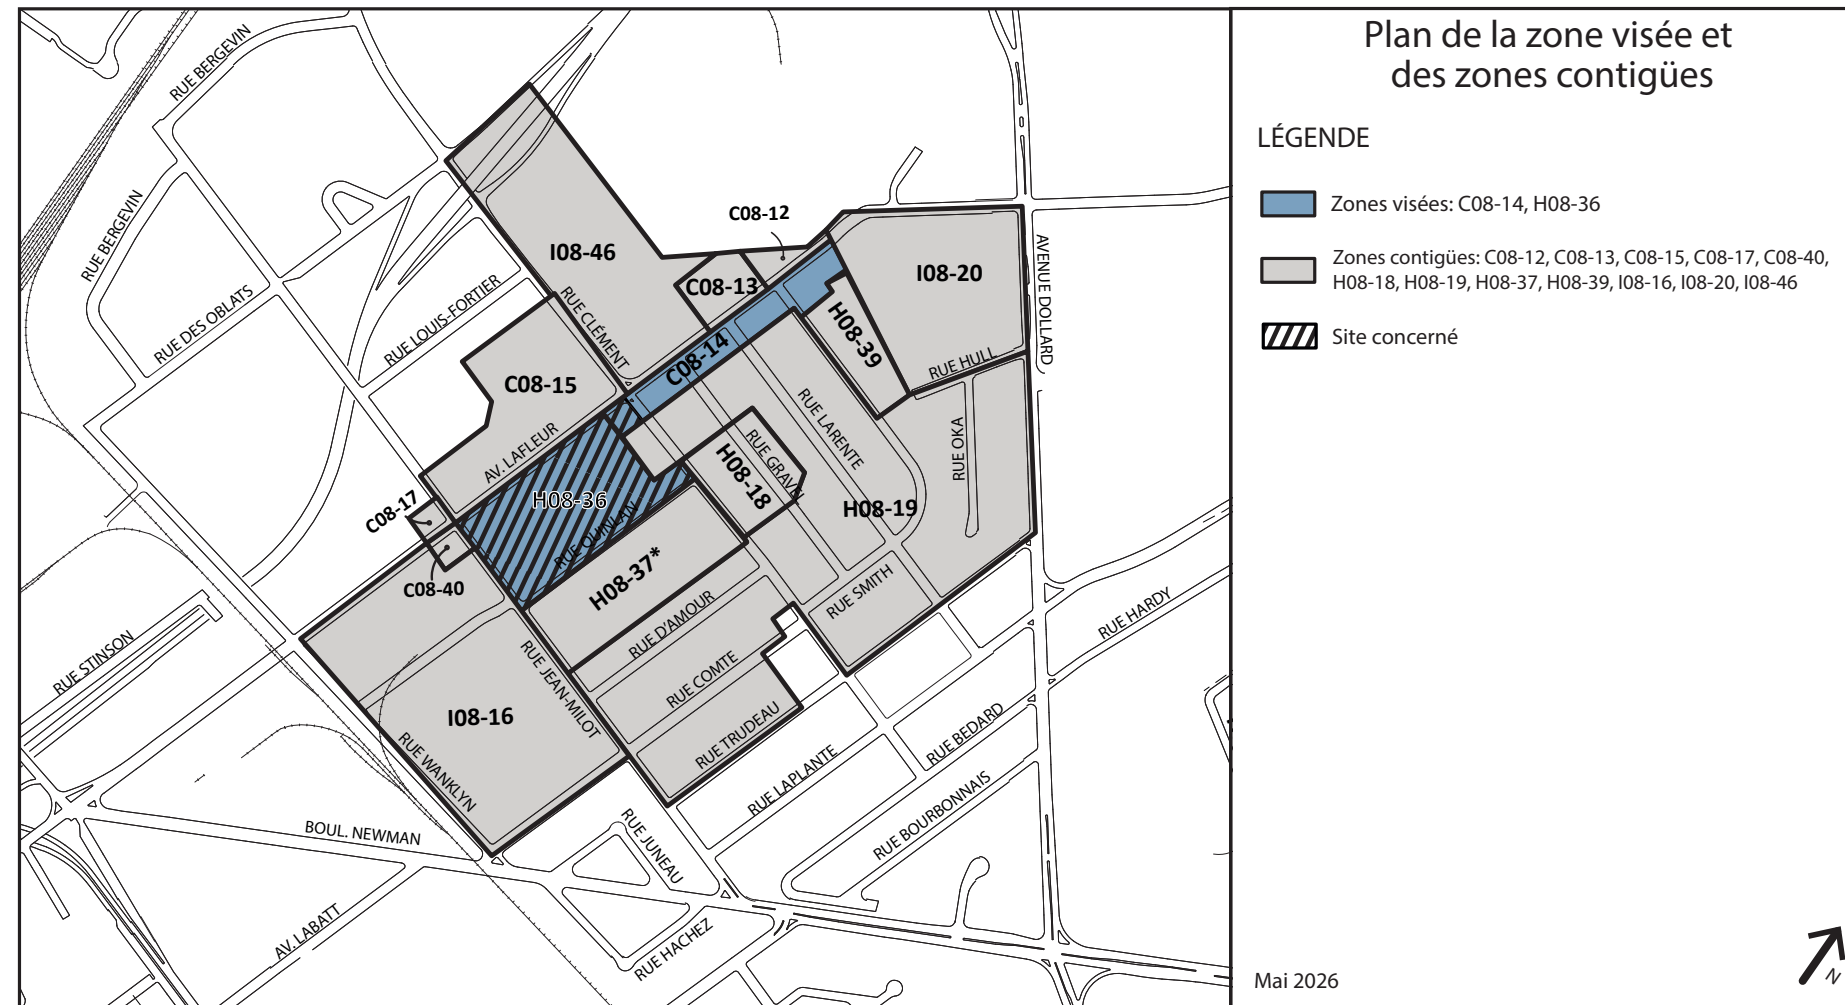 Plan de la zone visée et
des zones contigües
LÉGENDE
Zones visées: C08-14, H08-36
Zones contigües: C08-12, C08-13, C08-15, C08-17, C08-40,
H08-18, H08-19, H08-37, H08-39, I08-16, I08-20, I08-46
Site concerné
Mai 2026
N
RUE BERGEVIN
RUE BERGEVIN
RUE DES OBLATS
RUE LOUIS-FORTIER
RUE CLÉMENT
I08-46
C08-12
C08-13
I08-20
AVENUE DOLLARD
C08-14
H08-39
RUE HULL
C08-15
AV. LAFLEUR
RUE LARENTE
RUE OKA
RUE GRAVEL
H08-18
H08-19
C08-17
H08-36
RUE QUINLAN
C08-40
H08-37*
RUE SMITH
RUE D'AMOUR
RUE HARDY
RUE STINSON
RUE COMTE
RUE JEAN-MILOT
I08-16
RUE TRUDEAU
RUE BEDARD
RUE WANKLYN
RUE LAPLANTE
RUE BOURBONNAIS
BOUL. NEWMAN
RUE JUNEAU
AV. LABATT
RUE HACHEZ